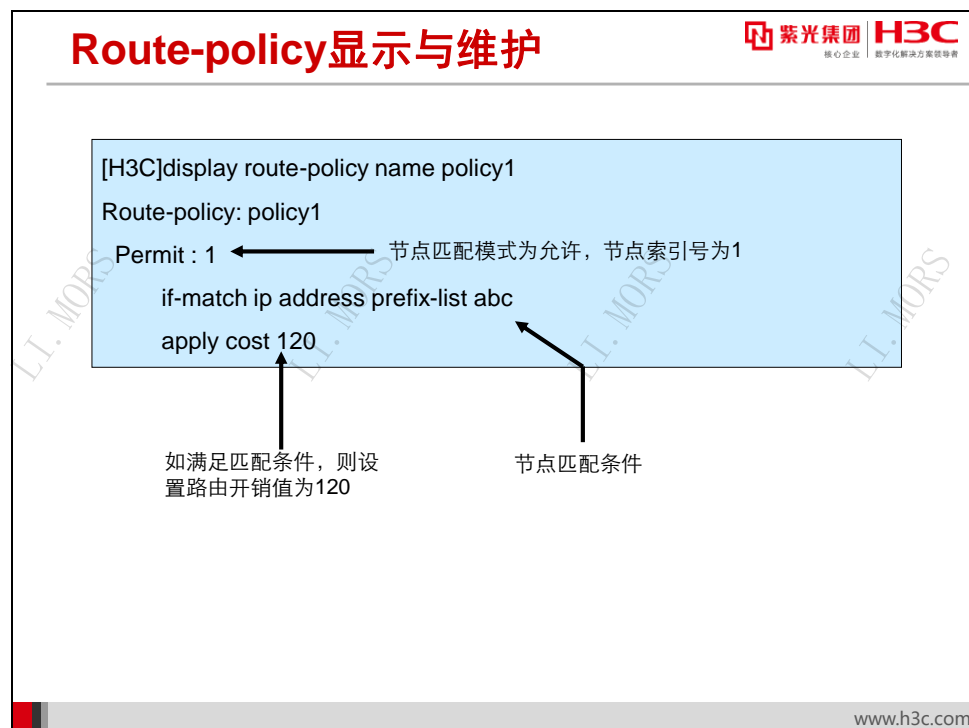 Route-policy显示与维护
紫光集团
核心企业
H3C
数字化解决方案领导者
[H3C]display route-policy name policy1
Route-policy: policy1
Permit : 1
节点匹配模式为允许，节点索引号为1
if-match ip address prefix-list abc
apply cost 120
LI. MORS
LI. MORS
LI. MORS
LI. MORS
如满足匹配条件，则设
置路由开销值为120
节点匹配条件
www.h3c.com